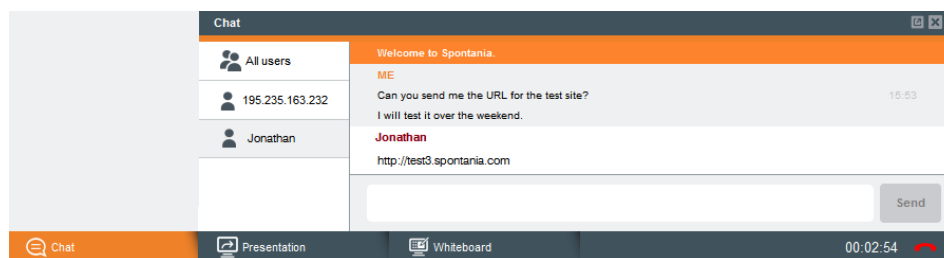 Chat
All users
195.235.163.232
Jonathan
Welcome to Spontania.
ME
Can you send me the URL for the test site?
15:53
I will test it over the weekend.
Jonathan
http://test3.spontania.com
Send
Chat
Presentation
Whiteboard
00:02:54